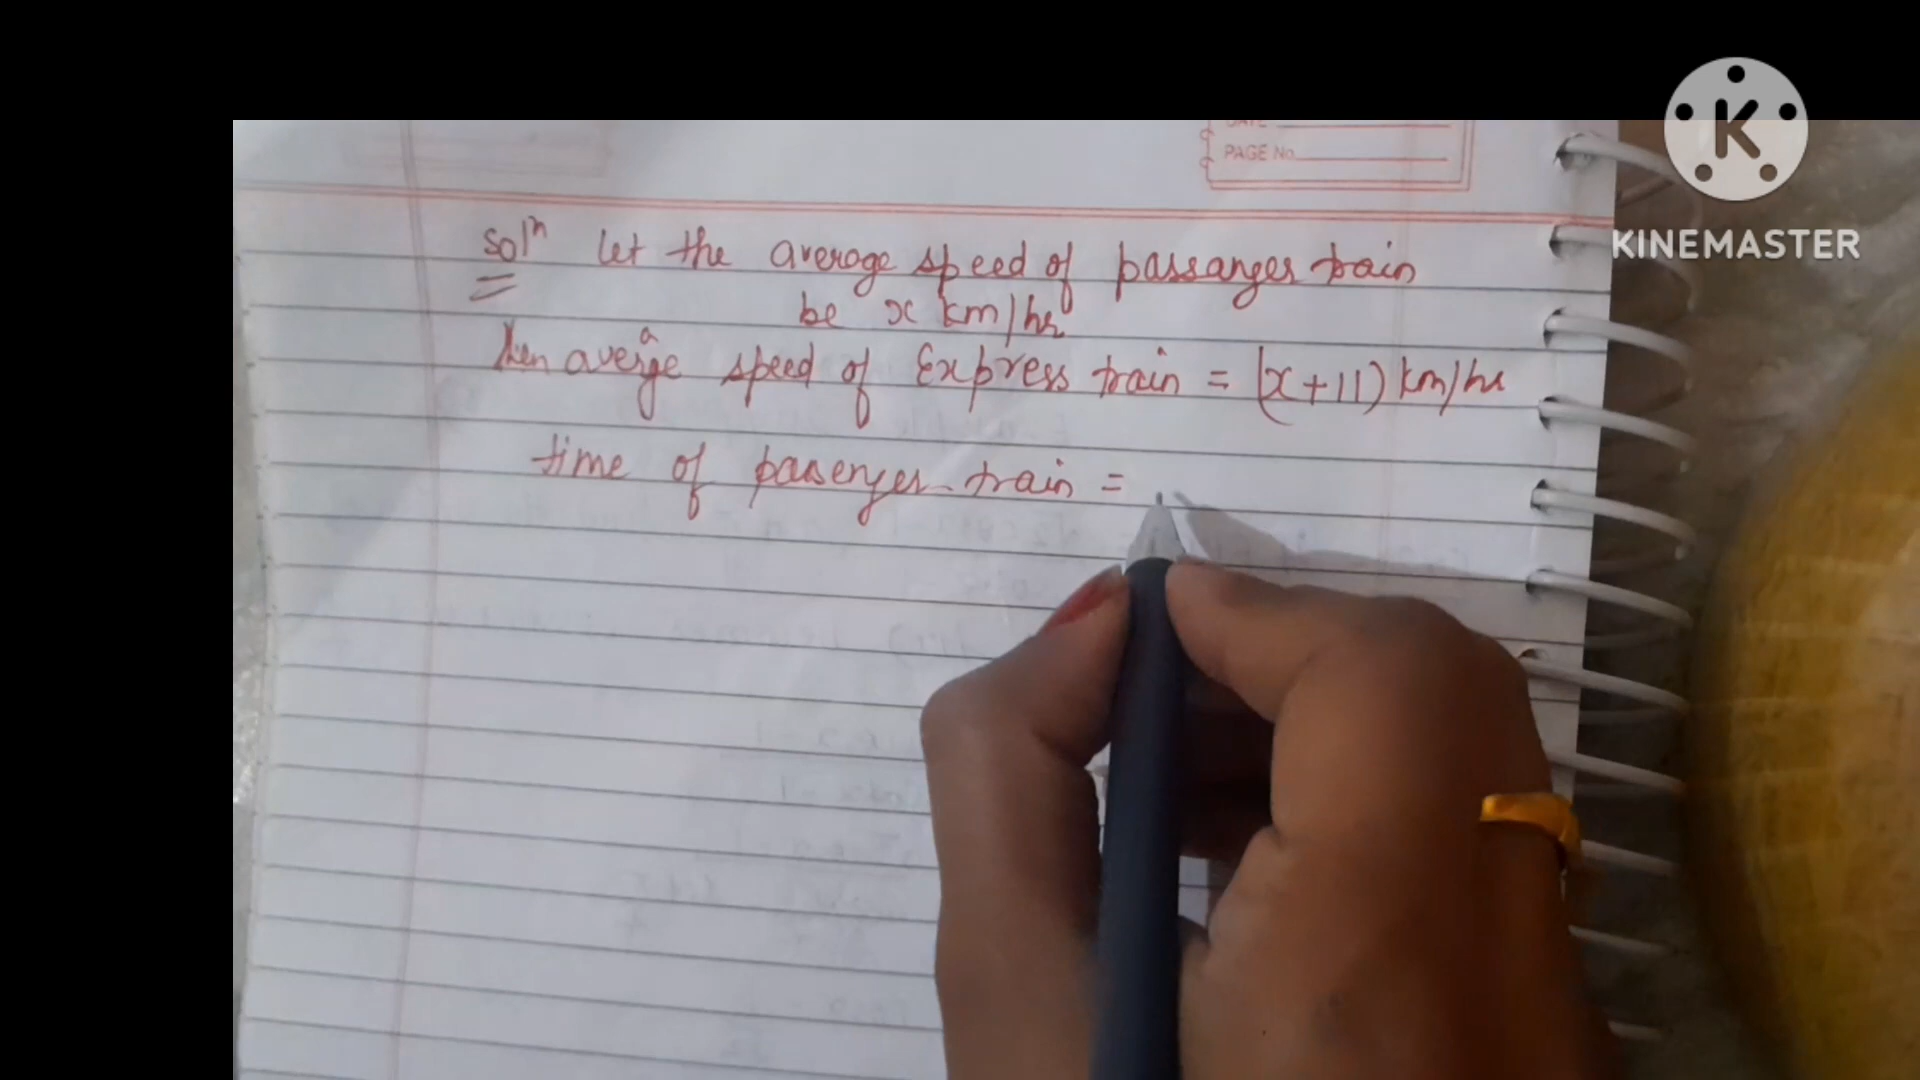 PAGE No.
K
KINEMASTER
Solⁿ let the average speed of passanger train
be x km/hr
then average speed of Express train = (x+11) km/hr
time of passenger train =